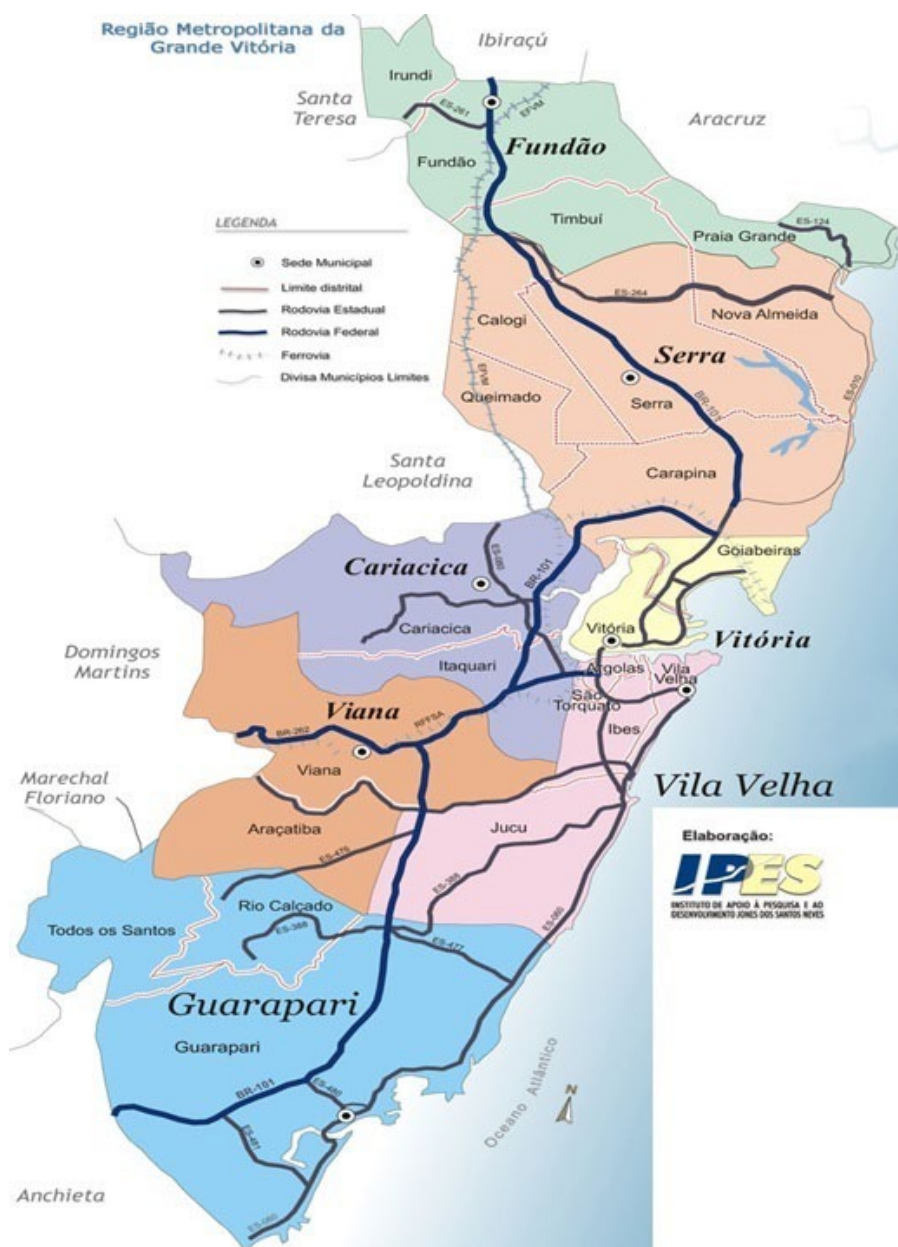 Região Metropolitana da
Grande Vitória
Ibiraçú
Irundi
Santa
Teresa
ES-261
EFVM
Aracruz
Fundão
Fundão
Timbuí
Praia Grande
ES-124
LEGENDA
Sede Municipal
Limite distrital
Rodovia Estadual
Rodovia Federal
Ferrovia
Divisa Municípios Limites
ES-264
Nova Almeida
Calogi
Serra
EFVM
Queimado
Serra
BR-101
ES-010
Santa
Leopoldina
Carapina
Goiabeiras
ES-080
BR-101
Cariacica
Cariacica
Vitória
Vitória
Domingos
Martins
Itaquari
Argolas
Vila
Velha
São
Torquato
Ibes
Viana
RFFSA
BR-262
Viana
Vila Velha
Marechal
Floriano
Araçatiba
Jucu
Elaboração:
IPES
INSTITUTO DE APOIO À PESQUISA E AO
DESENVOLVIMENTO JONES DOS SANTOS NEVES
ES-388
ES-060
Rio Calçado
Todos os Santos
ES-388
ES-477
Guarapari
Guarapari
Oceano Atlântico
N
BR-101
ES-480
ES-481
Anchieta
ES-060